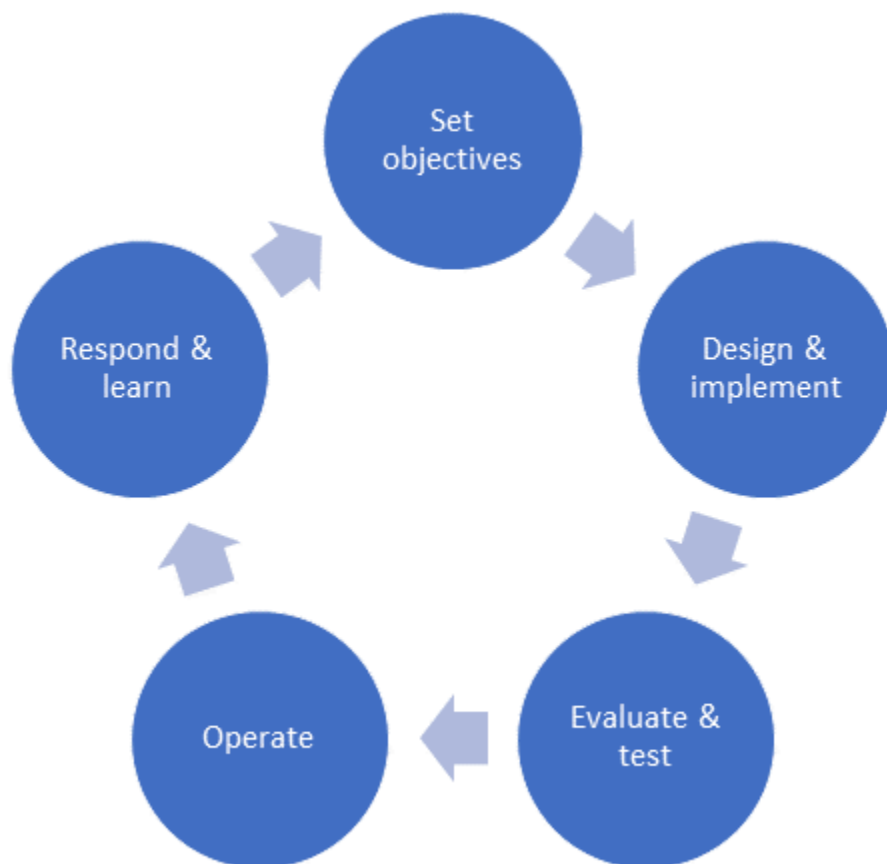 Set
objectives
Design &
implement
Evaluate &
test
Operate
Respond &
learn